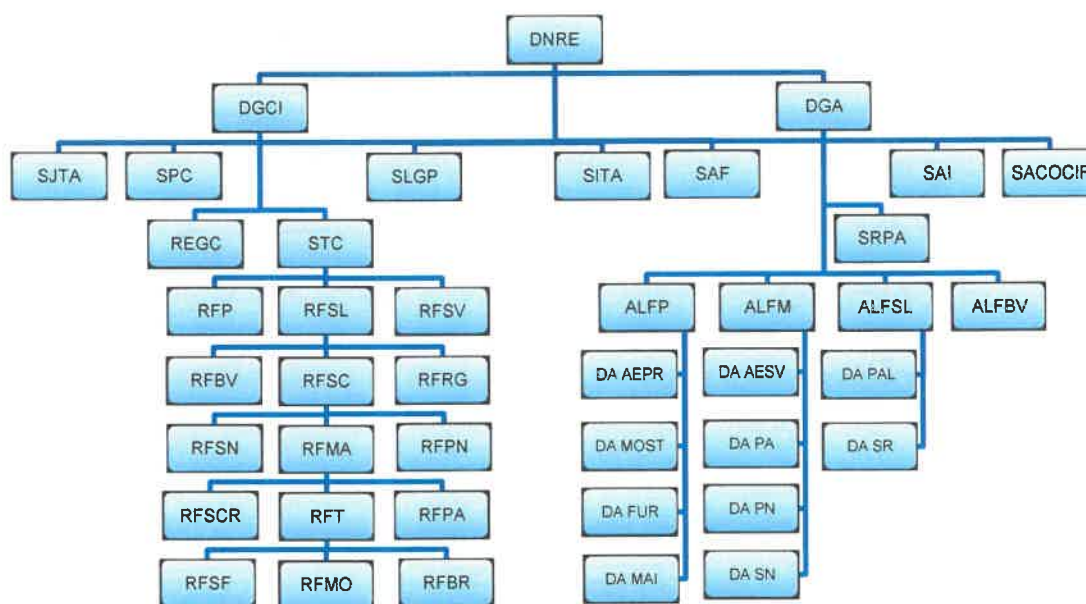 DNRE
DGCI
DGA
SJTA
SPC
SLGP
SITA
SAF
SAI
SACOCIF
REGC
STC
SRPA
RFP
RFSL
RFSV
ALFP
ALFM
ALFSL
ALFBV
RFBV
RFSC
RFRG
DA AEPR
DA AESV
DA PAL
RFSN
RFMA
RFPN
DA MOST
DA PA
DA SR
RFSCR
RFT
RFPA
DA FUR
DA PN
RFSF
RFMO
RFBR
DA MAI
DA SN